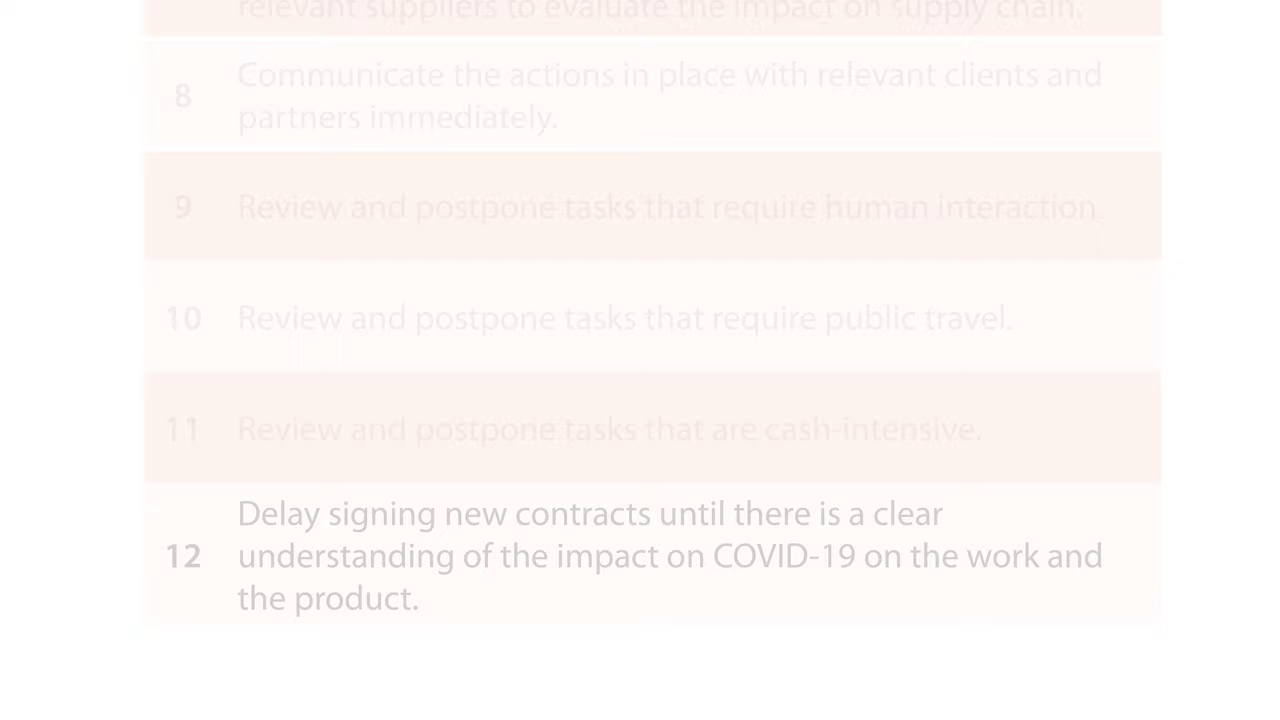 relevant suppliers to evaluate the impact on supply chain.
8
Communicate the actions in place with relevant clients and
partners immediately.
9
Review and postpone tasks that require human interaction.
10
Review and postpone tasks that require public travel.
11
Review and postpone tasks that are cash-intensive.
12
Delay signing new contracts until there is a clear
understanding of the impact on COVID-19 on the work and
the product.